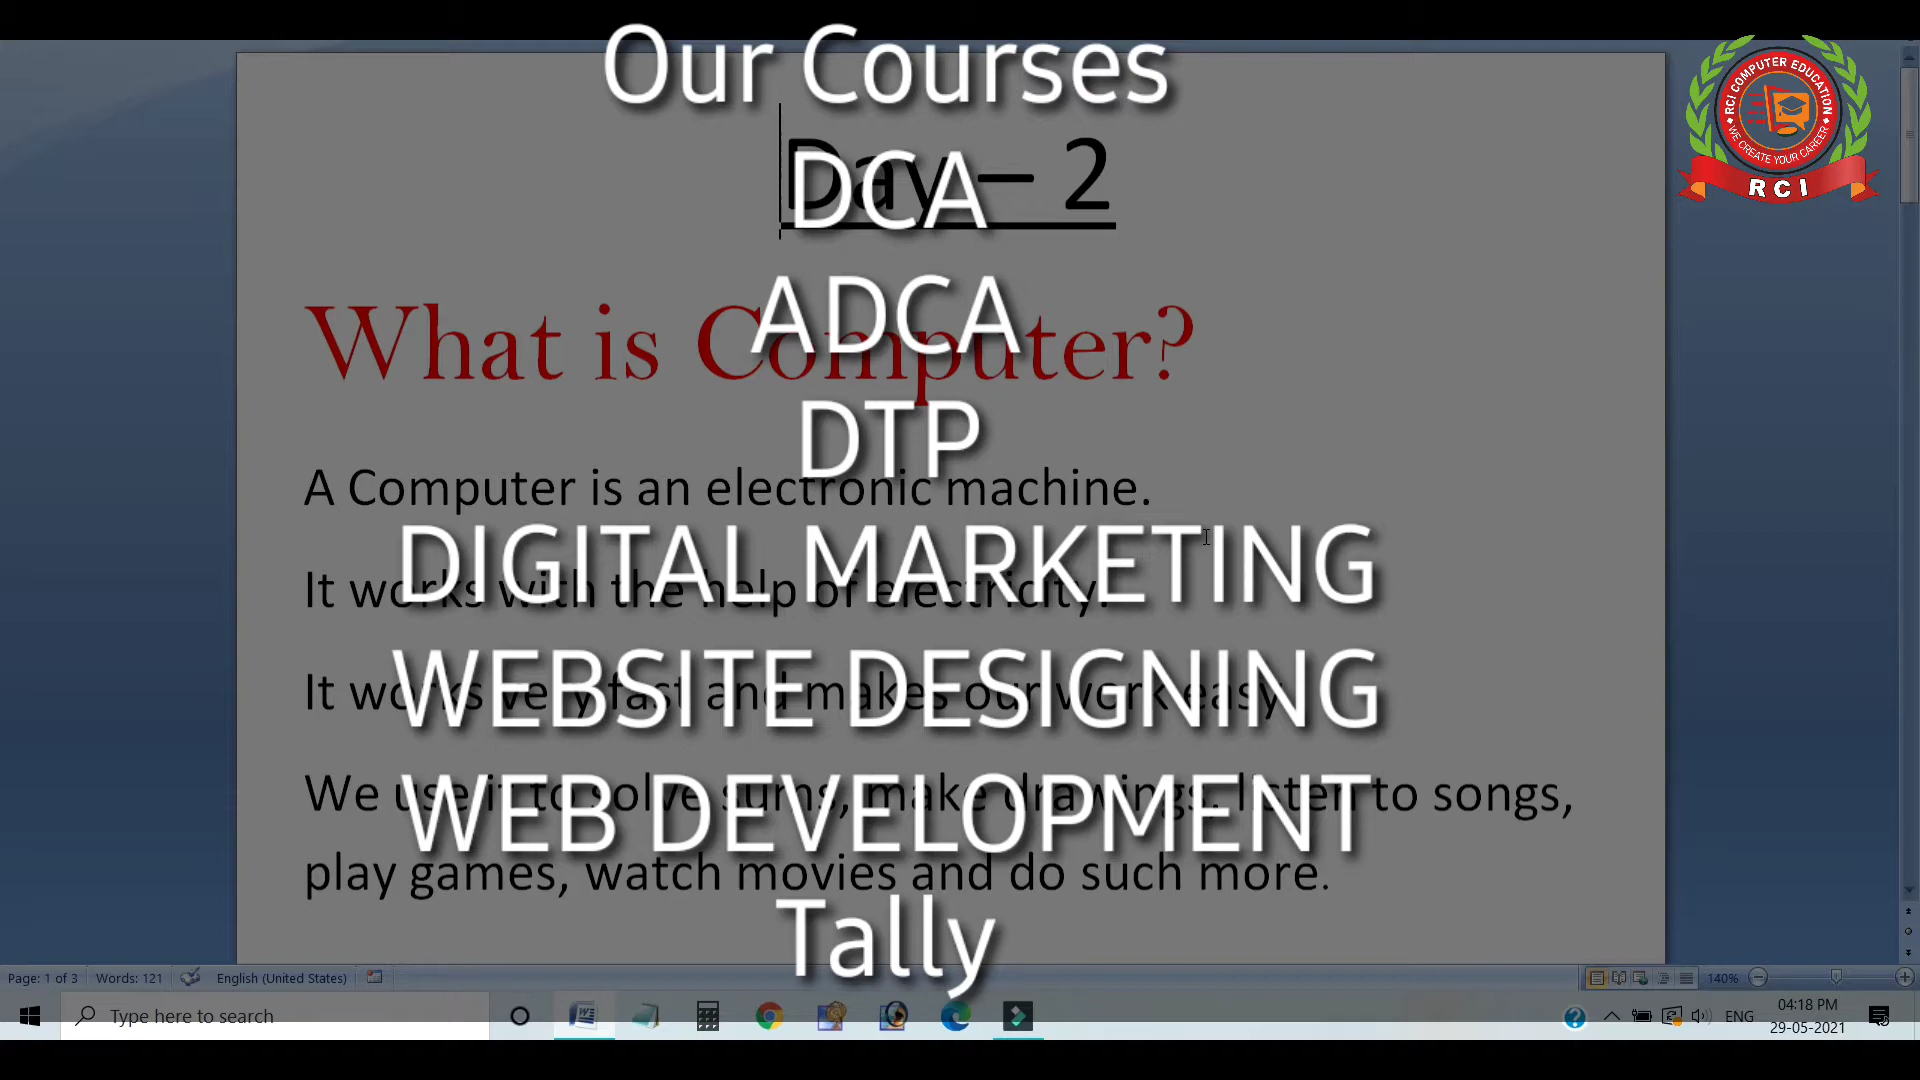 Our Courses
DCA
ADCA
DTP
DIGITAL MARKETING
WEBSITE DESIGNING
WEB DEVELOPMENT
Tally
Day – 2
What is Computer?
A Computer is an electronic machine.
It works with the help of electricity.
It works very fast and makes our work easy.
We use it to solve sums, make drawings, listen to songs,
play games, watch movies and do such more.
RCI COMPUTER EDUCATION
WE CREATE YOUR CAREER
RCI
Page: 1 of 3 Words: 121 English (United States) 140%
Type here to search
ENG
04:18 PM
29-05-2021